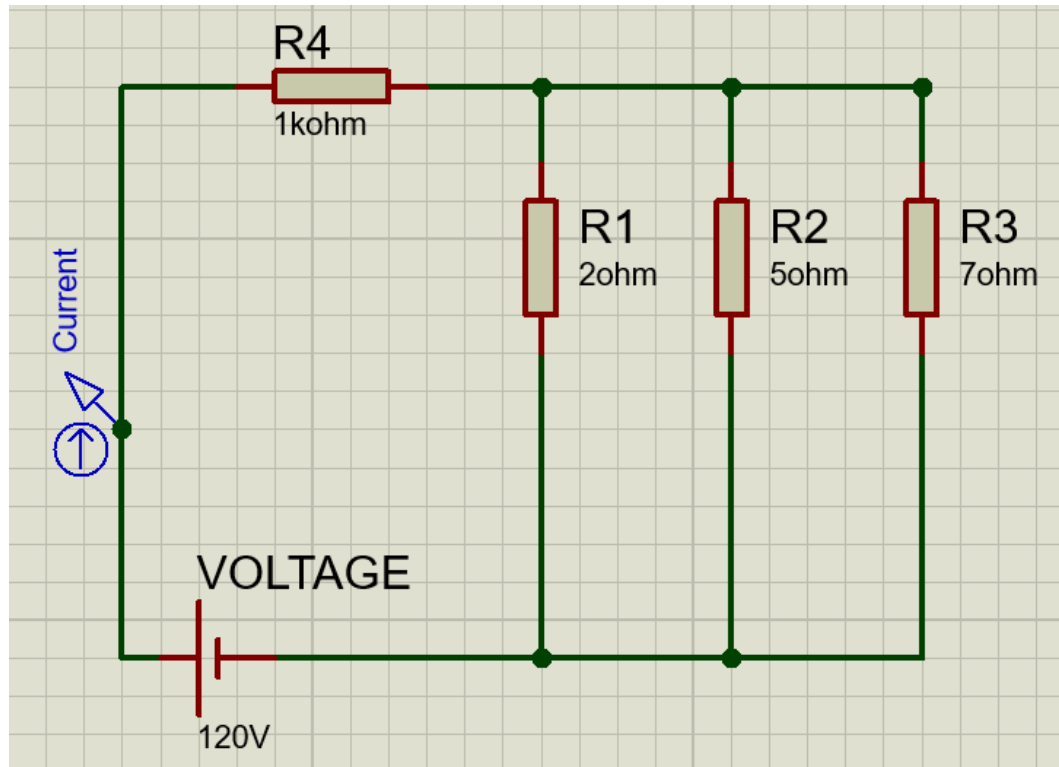 R4
1kohm
R1
2ohm
R2
5ohm
R3
7ohm
Current
VOLTAGE
120V